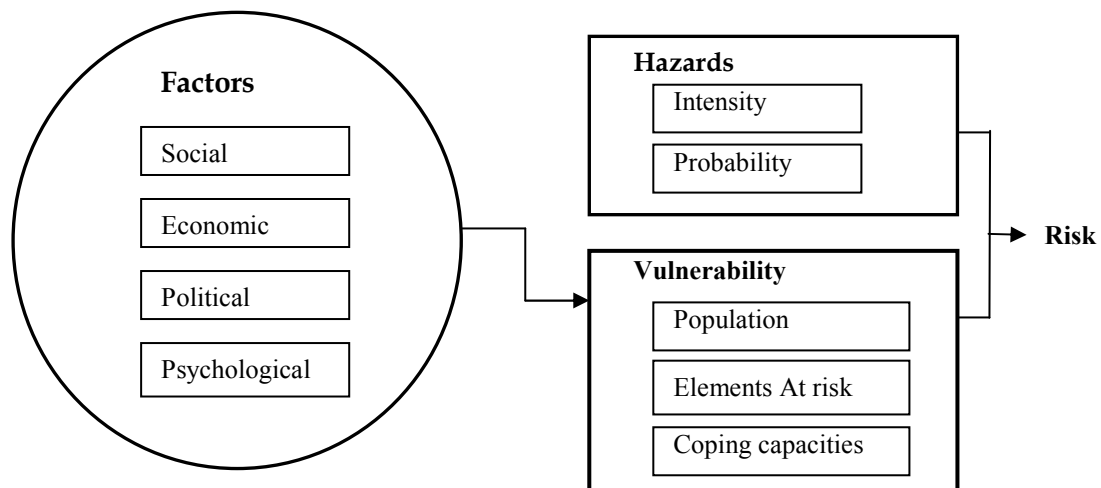 Factors
Social
Economic
Political
Psychological
Hazards
Intensity
Probability
Vulnerability
Population
Elements At risk
Coping capacities
Risk